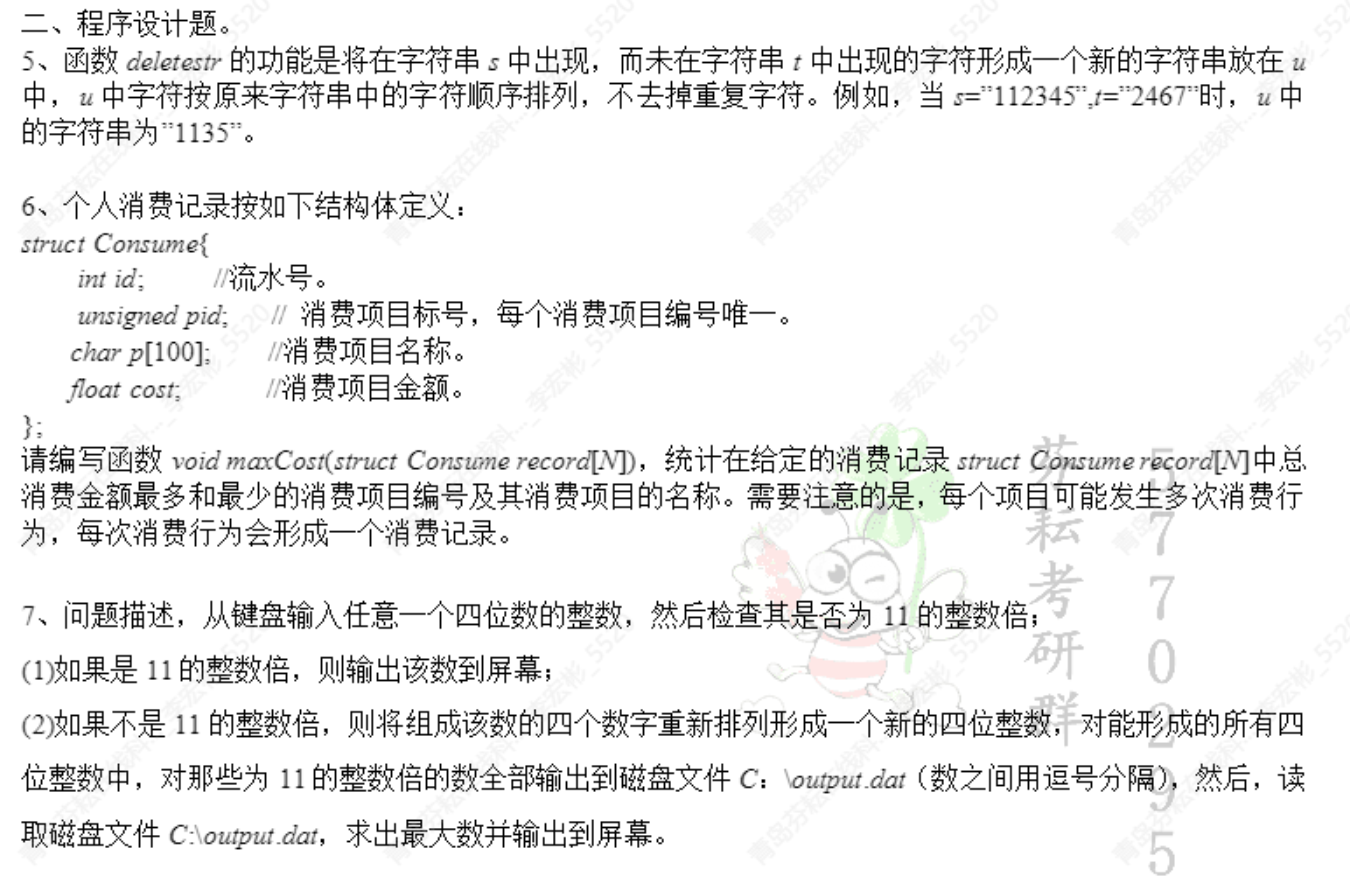 二、程序设计题。
5、函数 deletestr 的功能是将在字符串 s 中出现，而未在字符串 t 中出现的字符形成一个新的字符串放在 u
中，u 中字符按原来字符串中的字符顺序排列，不去掉重复字符。例如，当 s=”112345”,t=”2467”时，u 中
的字符串为”1135”。
6、个人消费记录按如下结构体定义：
struct Consume{
int id; //流水号。
unsigned pid; // 消费项目标号，每个消费项目编号唯一。
char p[100]; //消费项目名称。
float cost; //消费项目金额。
};
请编写函数 void maxCost(struct Consume record[N])，统计在给定的消费记录 struct Consume record[N]中总
消费金额最多和最少的消费项目编号及其消费项目的名称。需要注意的是，每个项目可能发生多次消费行
为，每次消费行为会形成一个消费记录。
7、问题描述，从键盘输入任意一个四位数的整数，然后检查其是否为 11 的整数倍；
(1)如果是 11 的整数倍，则输出该数到屏幕；
(2)如果不是 11 的整数倍，则将组成该数的四个数字重新排列形成一个新的四位整数，对能形成的所有四
位整数中，对那些为 11 的整数倍的数全部输出到磁盘文件 C：\output.dat（数之间用逗号分隔），然后，读
取磁盘文件 C:\output.dat，求出最大数并输出到屏幕。
芬耘考研群
5770295
青岛芬耘在线科..._李宏彬_5520